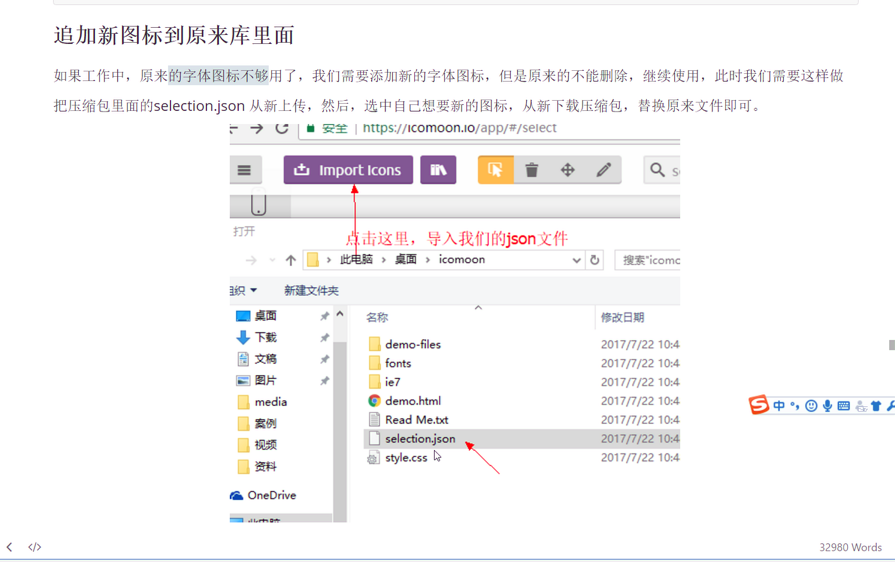 追加新图标到原来库里面
如果工作中，原来的字体图标不够用了，我们需要添加新的字体图标，但是原来的不能删除，继续使用，此时我们需要这样做
把压缩包里面的selection.json 从新上传，然后，选中自己想要新的图标，从新下载压缩包，替换原来文件即可。
安全 | https://icomoon.io/app/#/select
Import Icons
打开
点击这里，导入我们的json文件
此电脑 › 桌面 › icomoon
搜索"icomo
组织 新建文件夹
名称 修改日期
桌面
下载
文稿
图片
media
案例
视频
资料
OneDrive
此电脑
demo-files 2017/7/22 10:4
fonts 2017/7/22 10:4
ie7 2017/7/22 10:4
demo.html 2017/7/22 10:4
Read Me.txt 2017/7/22 10:4
selection.json 2017/7/22 10:4
style.css 2017/7/22 10:4
中
32980 Words